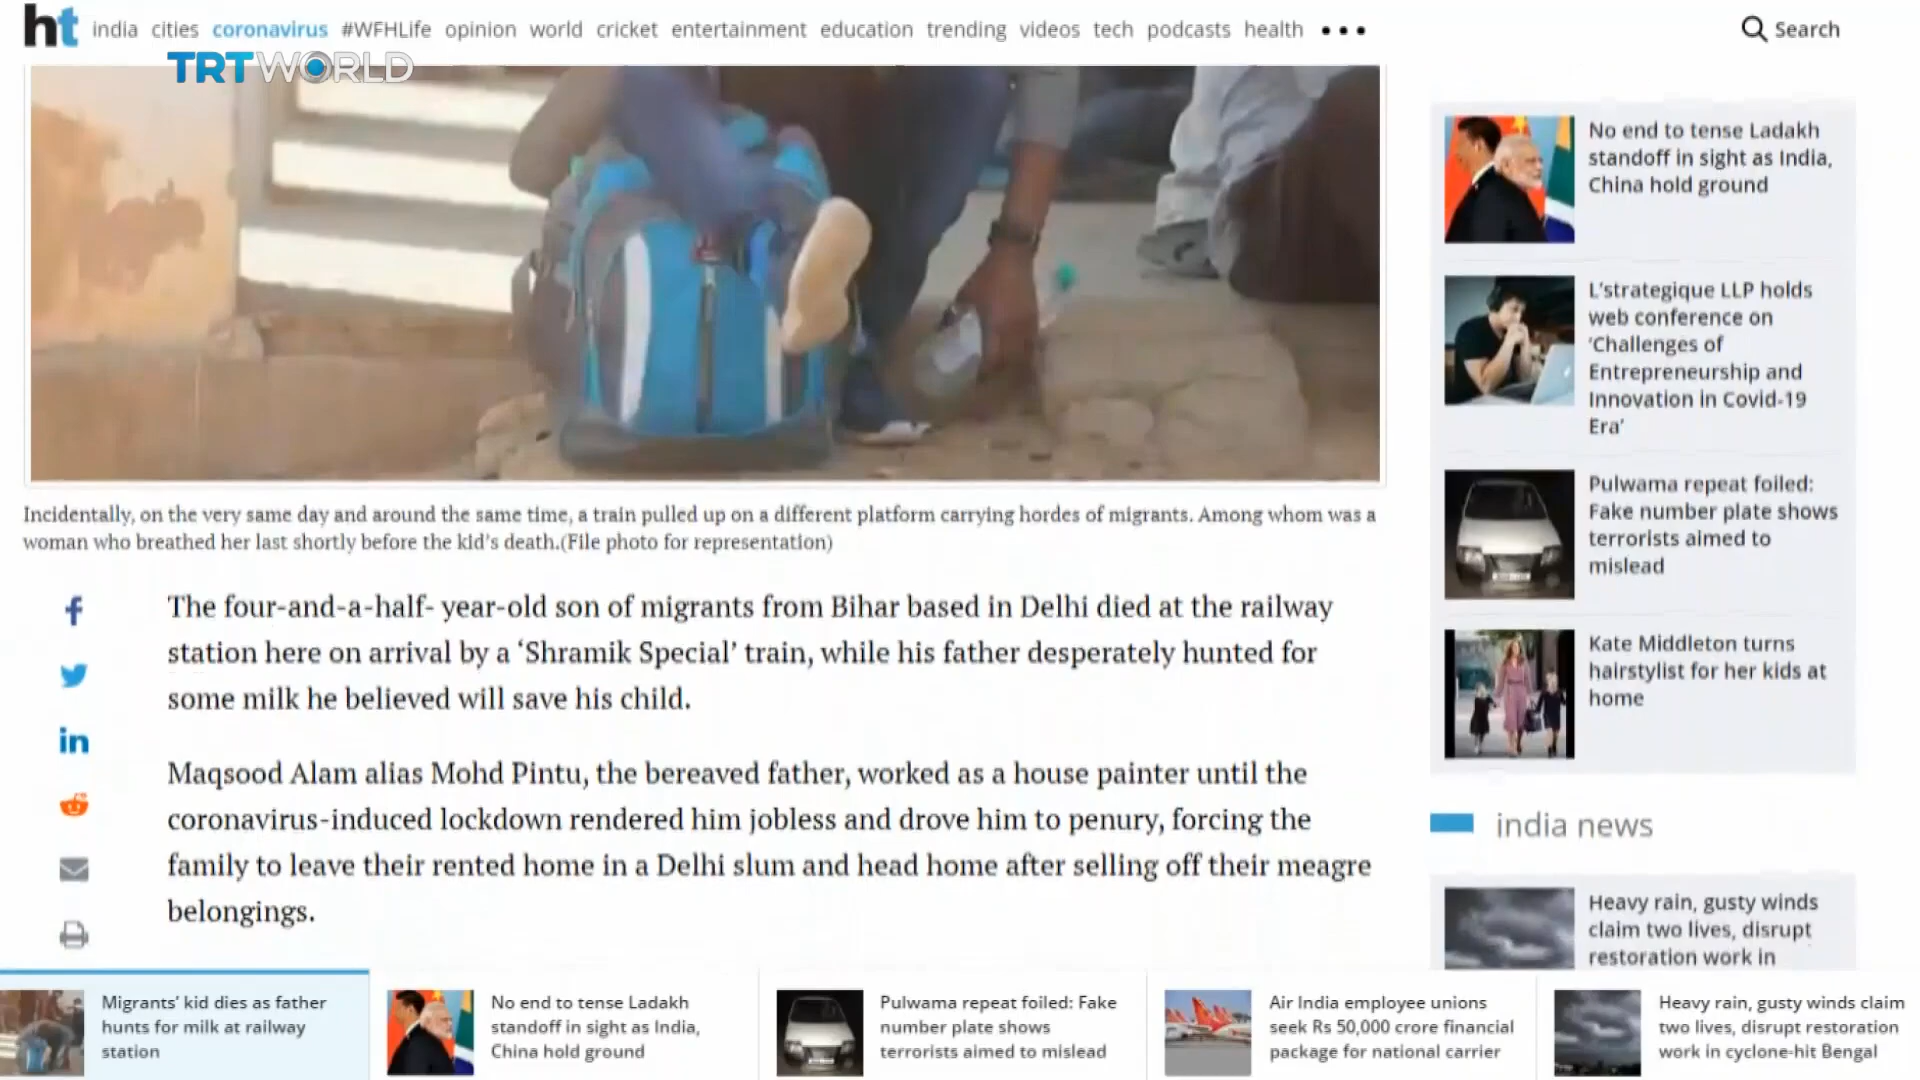 ht india cities coronavirus #WFHLife opinion world cricket entertainment education trending videos tech podcasts health ••• Search
TRT WORLD
Incidentally, on the very same day and around the same time, a train pulled up on a different platform carrying hordes of migrants. Among whom was a
woman who breathed her last shortly before the kid's death.(File photo for representation)
The four-and-a-half- year-old son of migrants from Bihar based in Delhi died at the railway
station here on arrival by a ‘Shramik Special’ train, while his father desperately hunted for
some milk he believed will save his child.
Maqsood Alam alias Mohd Pintu, the bereaved father, worked as a house painter until the
coronavirus-induced lockdown rendered him jobless and drove him to penury, forcing the
family to leave their rented home in a Delhi slum and head home after selling off their meagre
belongings.
No end to tense Ladakh
standoff in sight as India,
China hold ground
L’strategique LLP holds
web conference on
‘Challenges of
Entrepreneurship and
Innovation in Covid-19
Era’
Pulwama repeat foiled:
Fake number plate shows
terrorists aimed to
mislead
Kate Middleton turns
hairstylist for her kids at
home
india news
Heavy rain, gusty winds
claim two lives, disrupt
restoration work in
Migrants’ kid dies as father
hunts for milk at railway
station
No end to tense Ladakh
standoff in sight as India,
China hold ground
Pulwama repeat foiled: Fake
number plate shows
terrorists aimed to mislead
Air India employee unions
seek Rs 50,000 crore financial
package for national carrier
Heavy rain, gusty winds claim
two lives, disrupt restoration
work in cyclone-hit Bengal